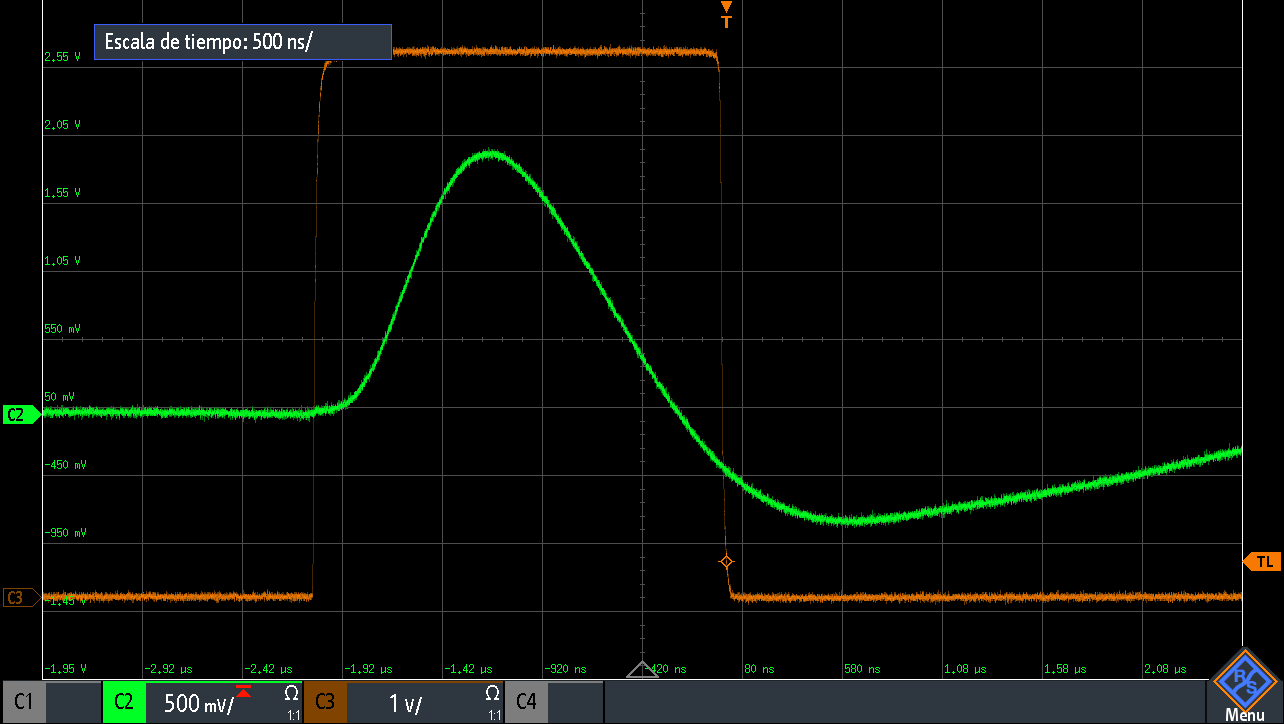 T
Escala de tiempo: 500 ns/
2.55 V
2.05 V
1.55 V
1.05 V
550 mV
50 mV
C2
-450 mV
-950 mV
TL
C3
-1.45 V
-1.95 V -2.92 µs -2.42 µs -1.92 µs -1.42 µs -920 ns -420 ns 80 ns 580 ns 1.08 µs 1.58 µs 2.08 µs
C1 C2 500 mV/ Ω 1:1 C3 1 V/ Ω 1:1 C4
R S
Menu